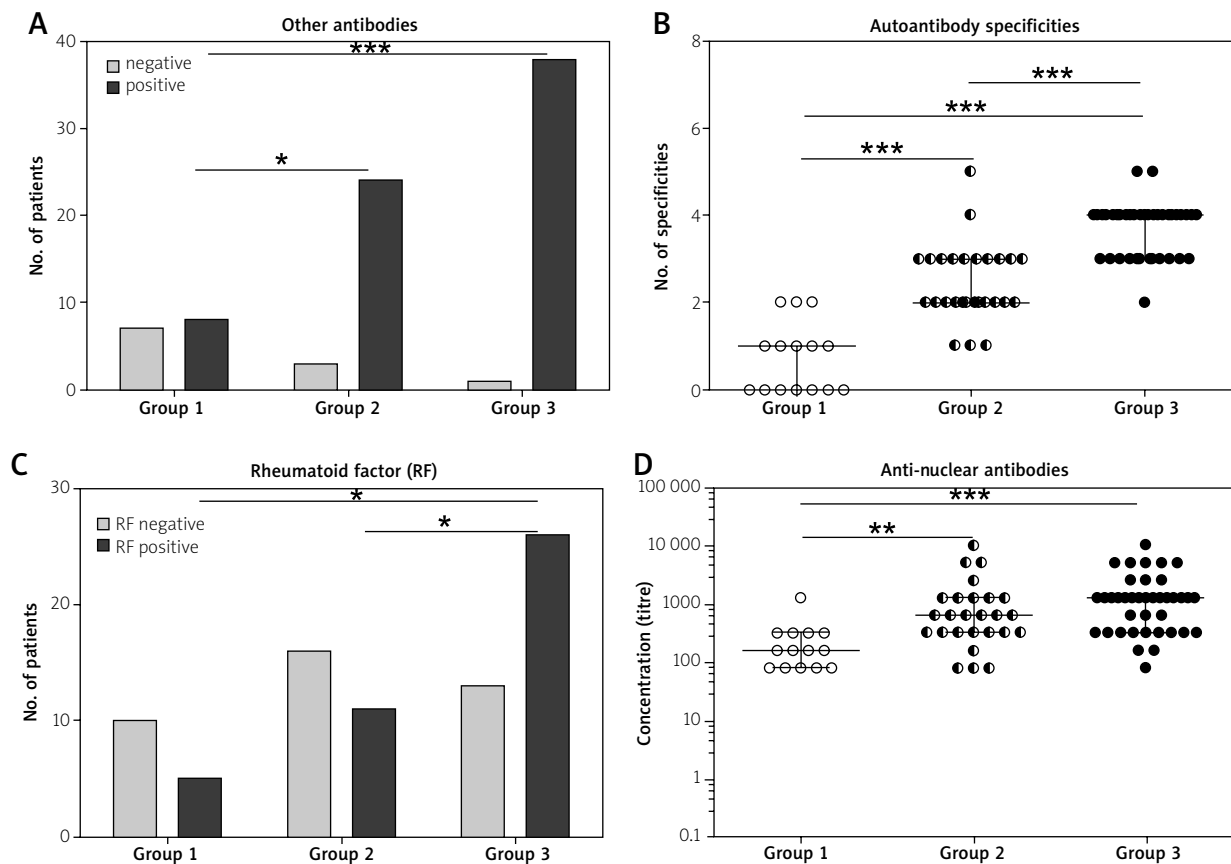 A
Other antibodies
40
30
20
10
0
No. of patients
negative
positive
***
*
Group 1 Group 2 Group 3
B
Autoantibody specificities
8
6
4
2
0
No. of specificities
***
***
***
Group 1 Group 2 Group 3
C
Rheumatoid factor (RF)
30
20
10
0
No. of patients
RF negative
RF positive
*
*
Group 1 Group 2 Group 3
D
Anti-nuclear antibodies
100 000
10 000
1000
100
10
1
0.1
Concentration (titre)
***
**
Group 1 Group 2 Group 3